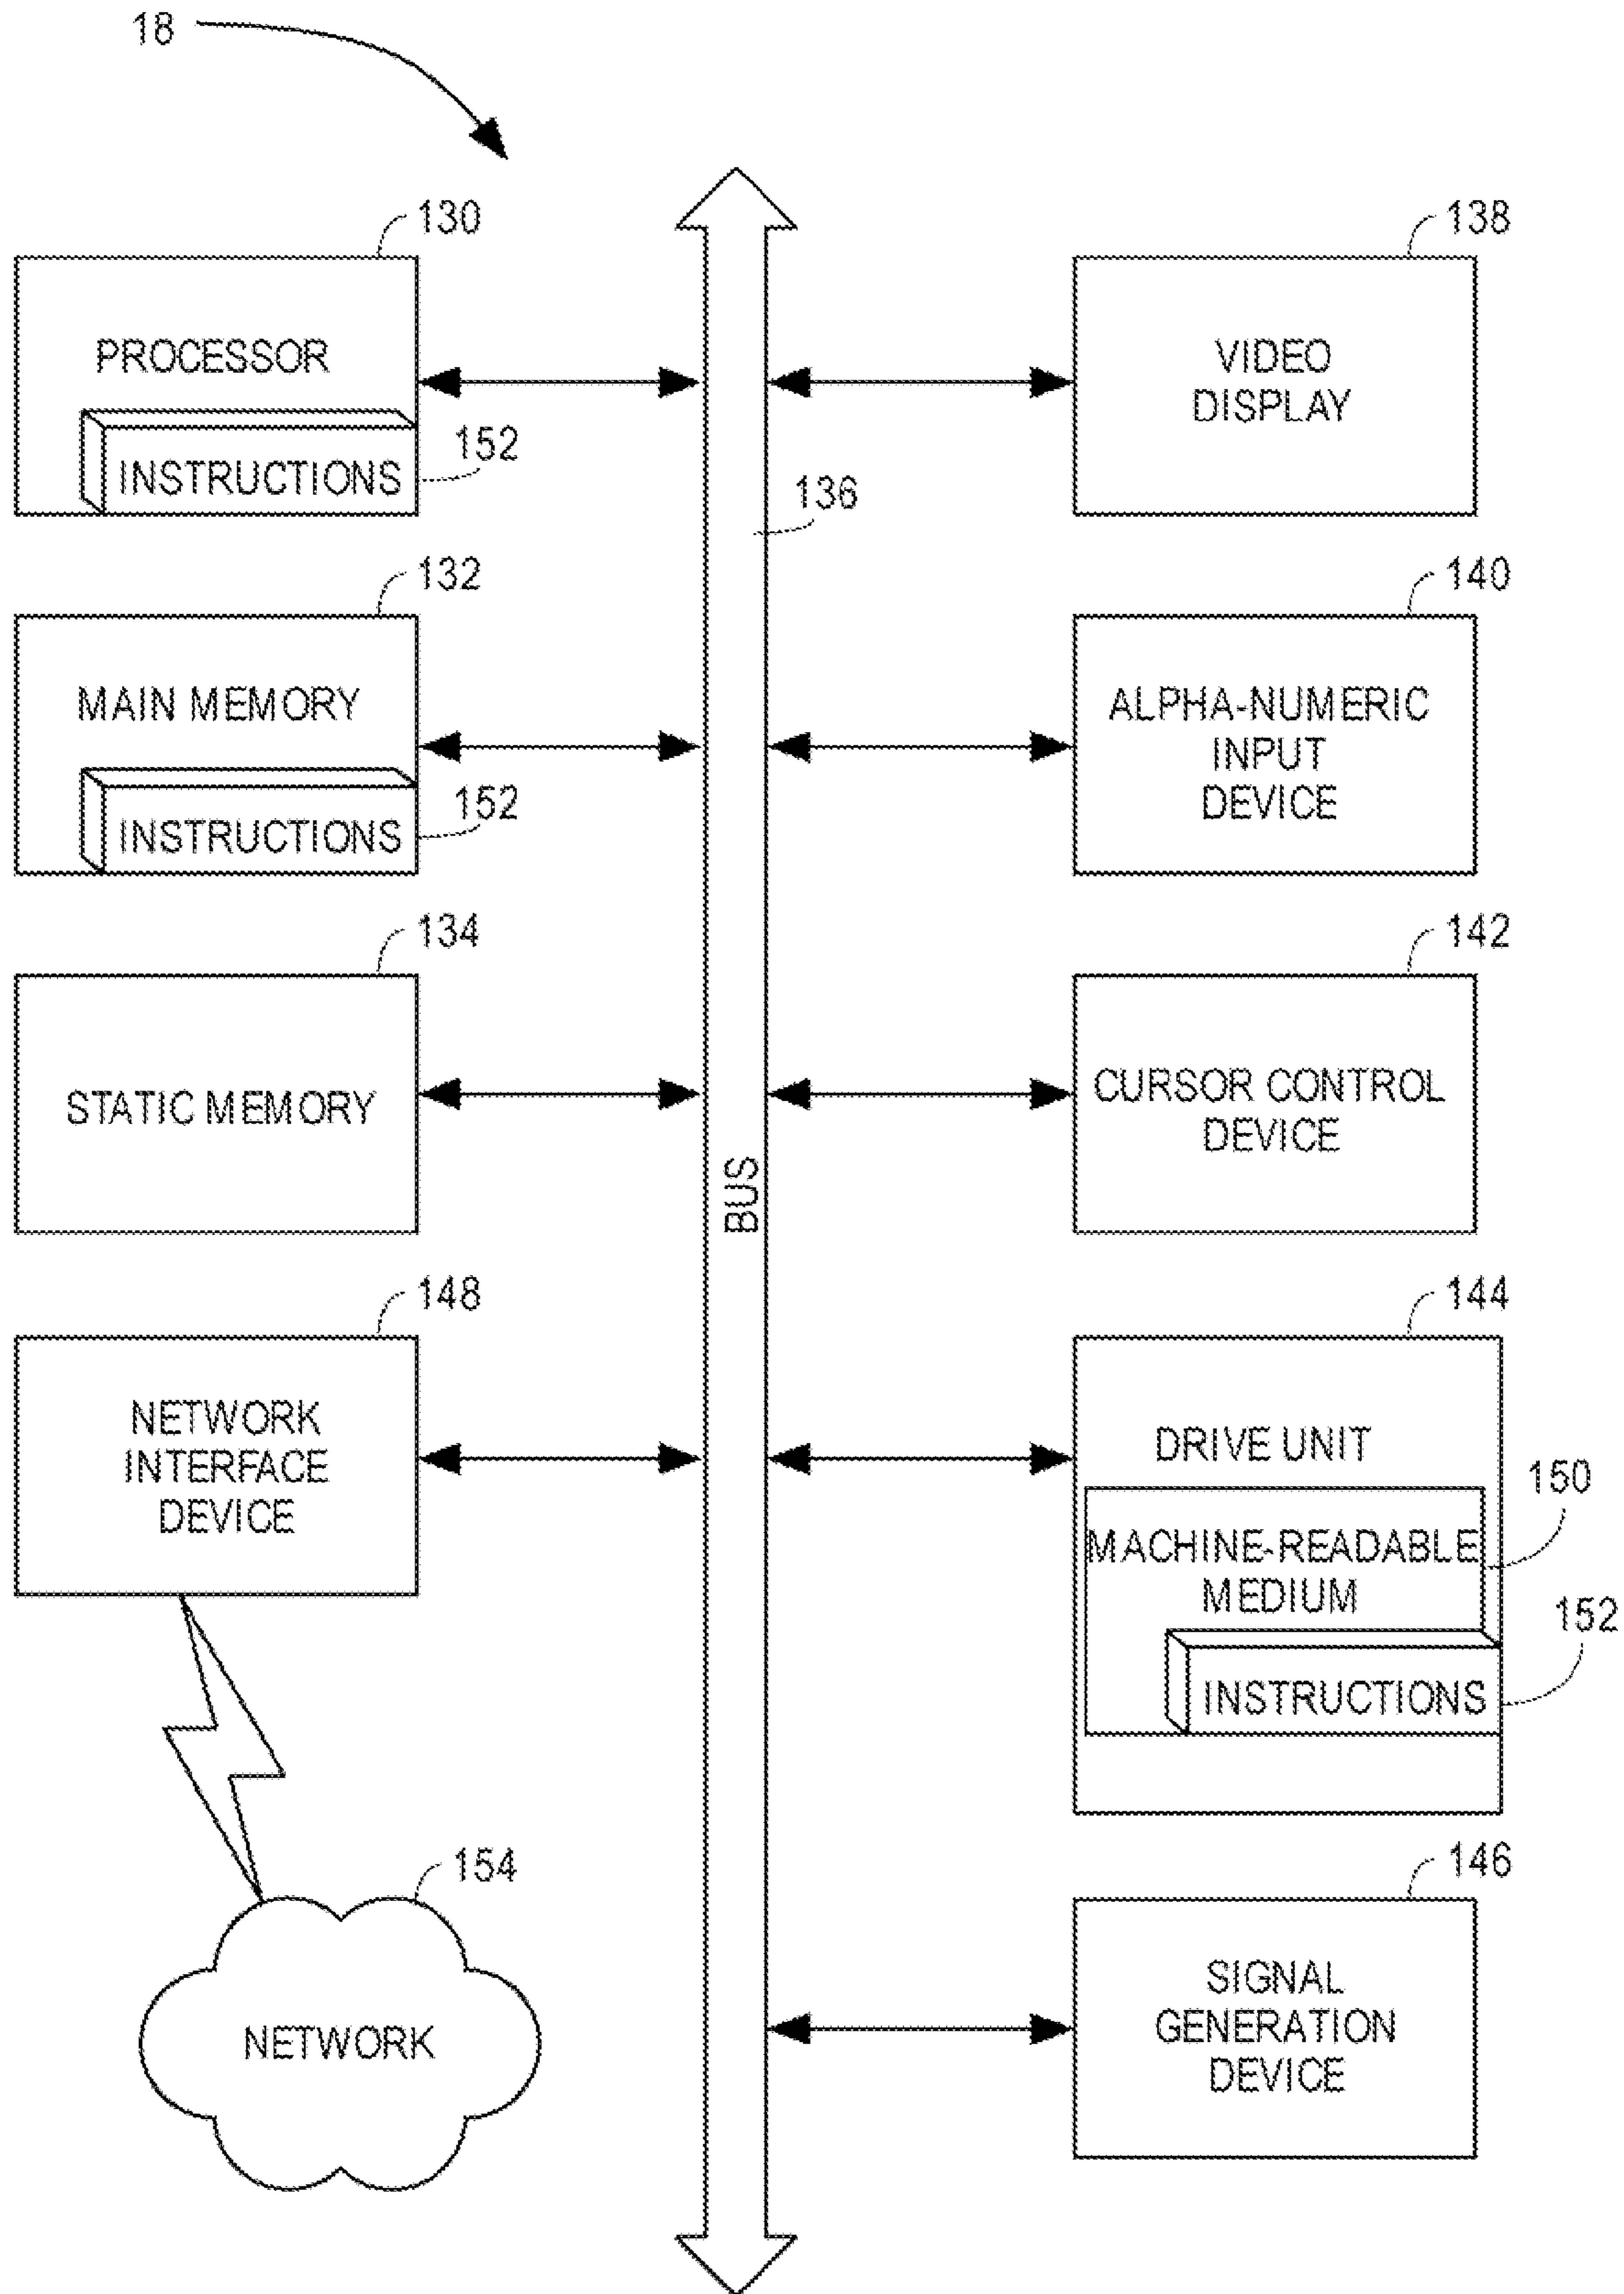 18
130
PROCESSOR
INSTRUCTIONS
152
132
MAIN MEMORY
INSTRUCTIONS
152
134
STATIC MEMORY
148
NETWORK
INTERFACE
DEVICE
154
NETWORK
136
BUS
138
VIDEO
DISPLAY
140
ALPHA-NUMERIC
INPUT
DEVICE
142
CURSOR CONTROL
DEVICE
144
DRIVE UNIT
150
MACHINE-READABLE
MEDIUM
152
INSTRUCTIONS
146
SIGNAL
GENERATION
DEVICE